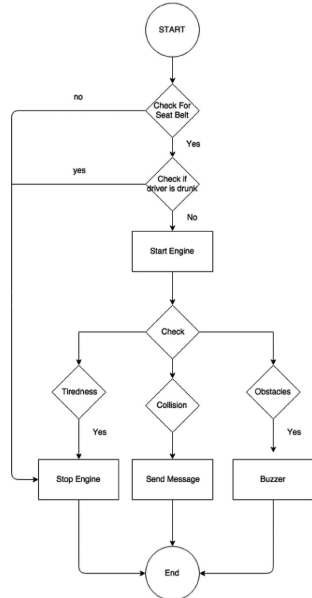 START
no
Check For
Seat Belt
Yes
yes
Check if
driver is drunk
No
Start Engine
Check
Tiredness
Collision
Obstacles
Yes
Yes
Stop Engine
Send Message
Buzzer
End